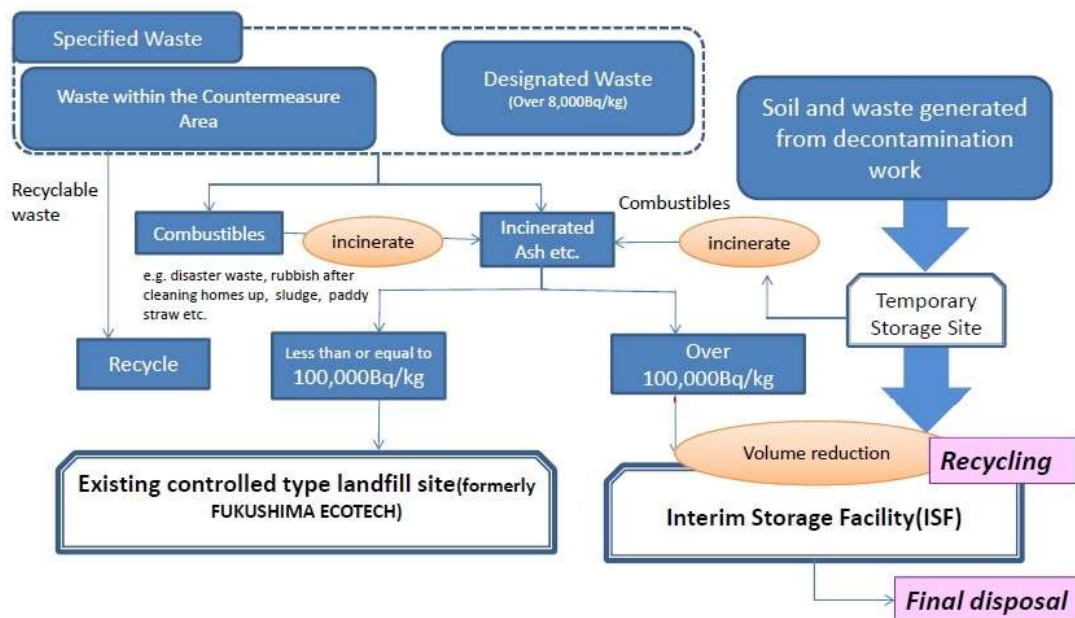 Specified Waste
Waste within the Countermeasure
Area
Designated Waste
(Over 8,000Bq/kg)
Soil and waste generated
from decontamination
work
Recyclable
waste
Combustibles
incinerate
Incinerated
Ash etc.
Combustibles
incinerate
e.g. disaster waste, rubbish after
cleaning homes up, sludge, paddy
straw etc.
Temporary
Storage Site
Recycle
Less than or equal to
100,000Bq/kg
Over
100,000Bq/kg
Volume reduction
Recycling
Existing controlled type landfill site(formerly
FUKUSHIMA ECOTECH)
Interim Storage Facility(ISF)
Final disposal